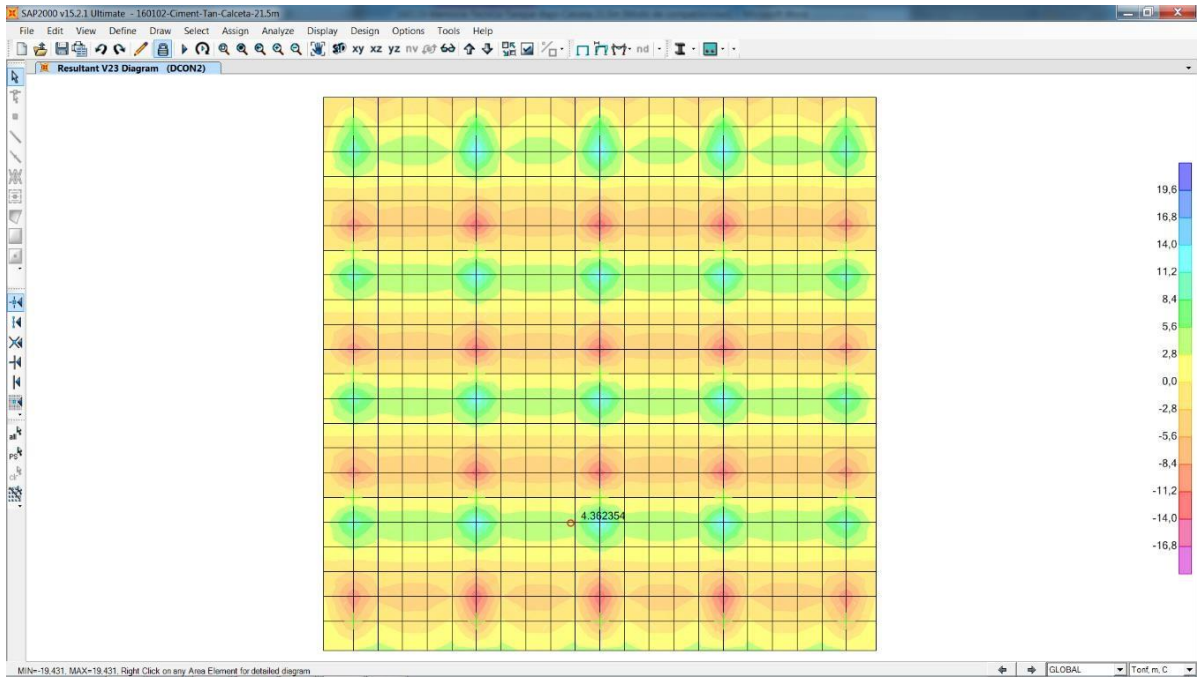 SAP2000 v15.2.1 Ultimate - 160102-Ciment-Tan-Calceta-21.5m
File Edit View Define Draw Select Assign Analyze Display Design Options Tools Help
xy xz yz nv nd
Resultant V23 Diagram (DCON2)
19,6
16,8
14,0
11,2
8,4
5,6
2,8
0,0
-2,8
-5,6
-8,4
-11,2
-14,0
-16,8
4.362354
all
PS
clr
MIN=-19,431, MAX=19,431, Right Click on any Area Element for detailed diagram
GLOBAL
Tonf, m, C